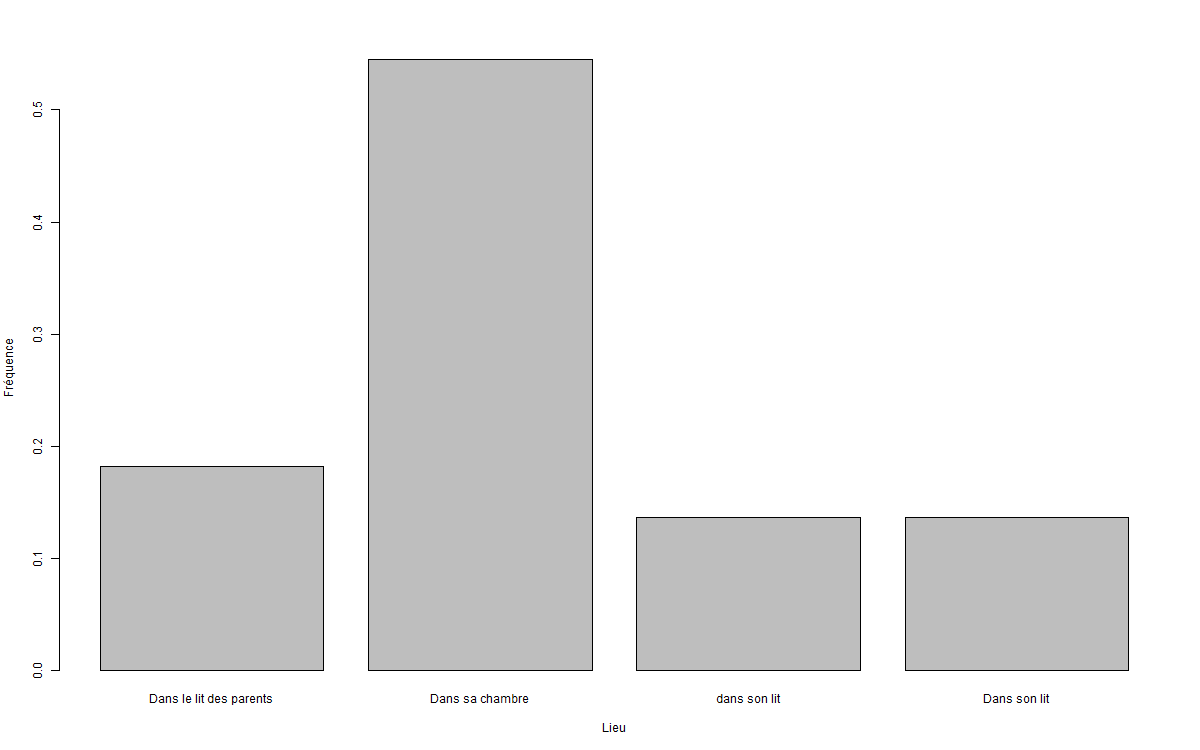 0.5
0.4
0.3
0.2
0.1
0.0
Fréquence
Dans le lit des parents
Dans sa chambre
dans son lit
Dans son lit
Lieu